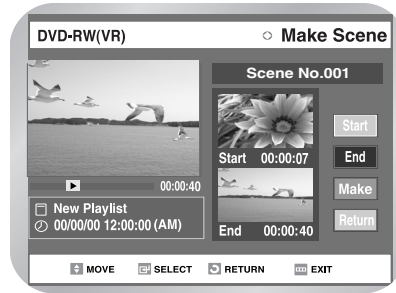 DVD-RW(VR)
Make Scene
Scene No.001
Start 00:00:07
End 00:00:40
Start
End
Make
Return
00:00:40
New Playlist
00/00/00 12:00:00 (AM)
MOVE SELECT RETURN EXIT